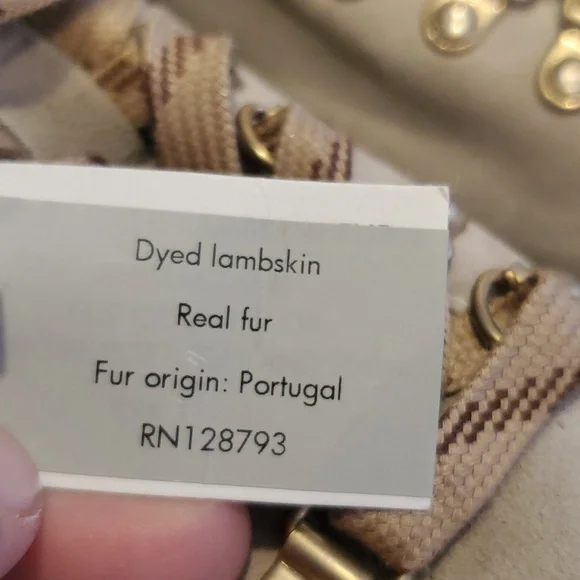 Dyed lambskin
Real fur
Fur origin: Portugal
RN128793